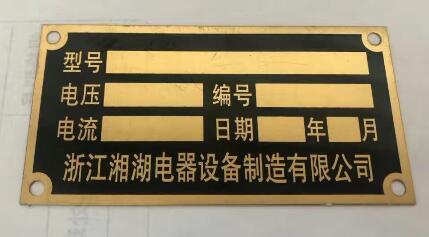 型号
电压 编号
电流 日期 年 月
浙江湘湖电器设备制造有限公司